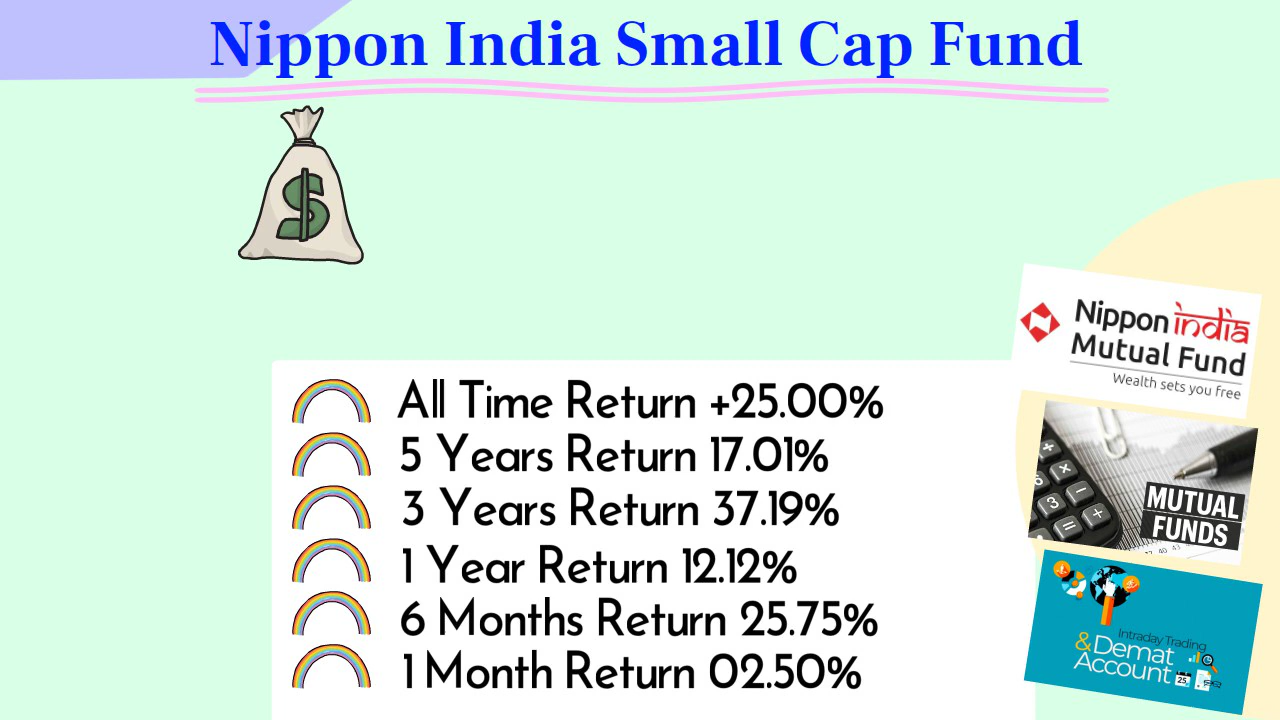 Nippon India Small Cap Fund
$
All Time Return +25.00%
5 Years Return 17.01%
3 Years Return 37.19%
1 Year Return 12.12%
6 Months Return 25.75%
1 Month Return 02.50%
Nippon india
Mutual Fund
Wealth sets you free
MUTUAL
FUNDS
Intraday Trading
&Demat
Account
25